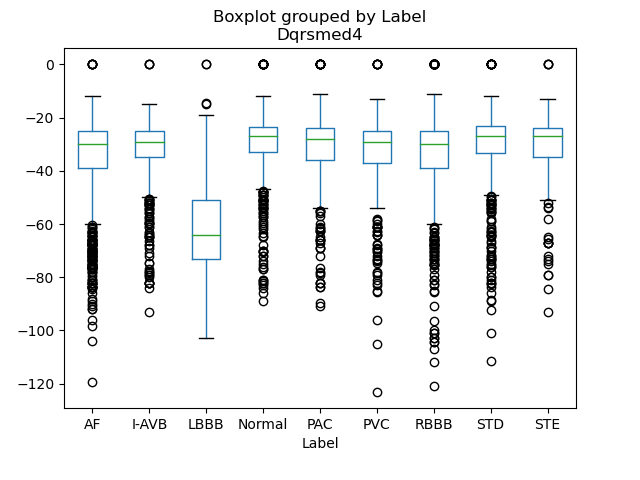 Boxplot grouped by Label
Dqrsmed4
0
−20
−40
−60
−80
−100
−120
AF I-AVB LBBB Normal PAC PVC RBBB STD STE
Label